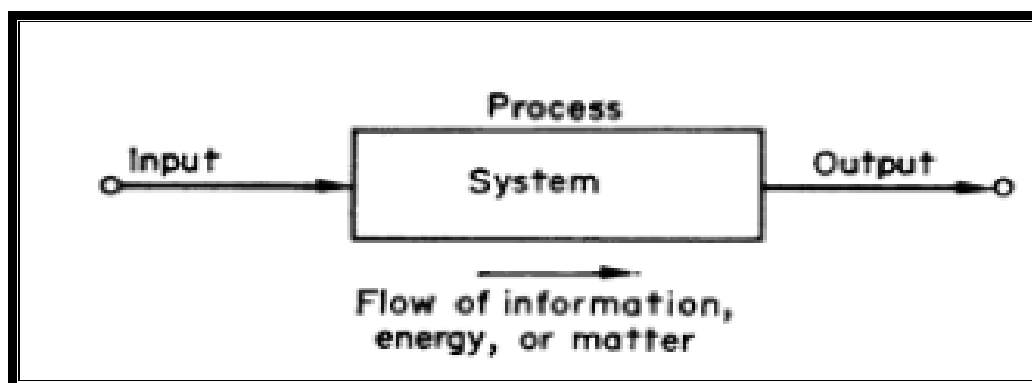 Process
Input
System
Output
Flow of information,
energy, or matter